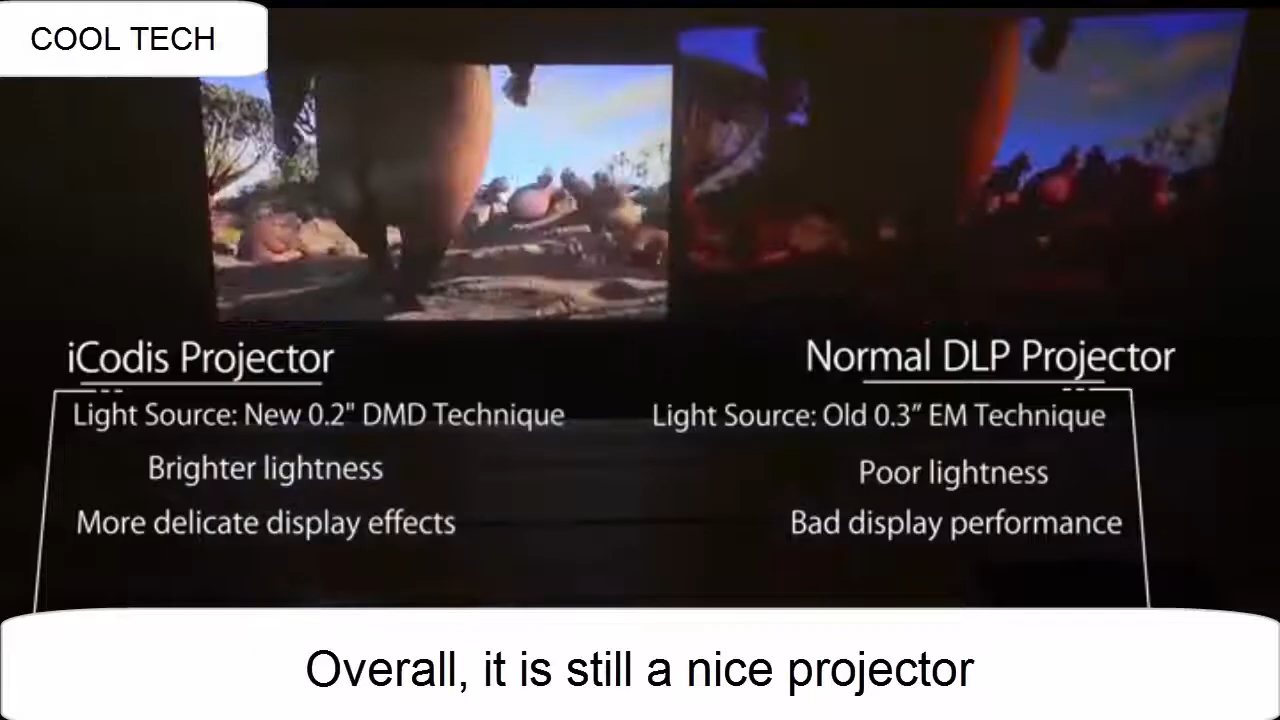 COOL TECH
iCodis Projector
Normal DLP Projector
Light Source: New 0.2" DMD Technique
Light Source: Old 0.3” EM Technique
Brighter lightness
Poor lightness
More delicate display effects
Bad display performance
Overall, it is still a nice projector